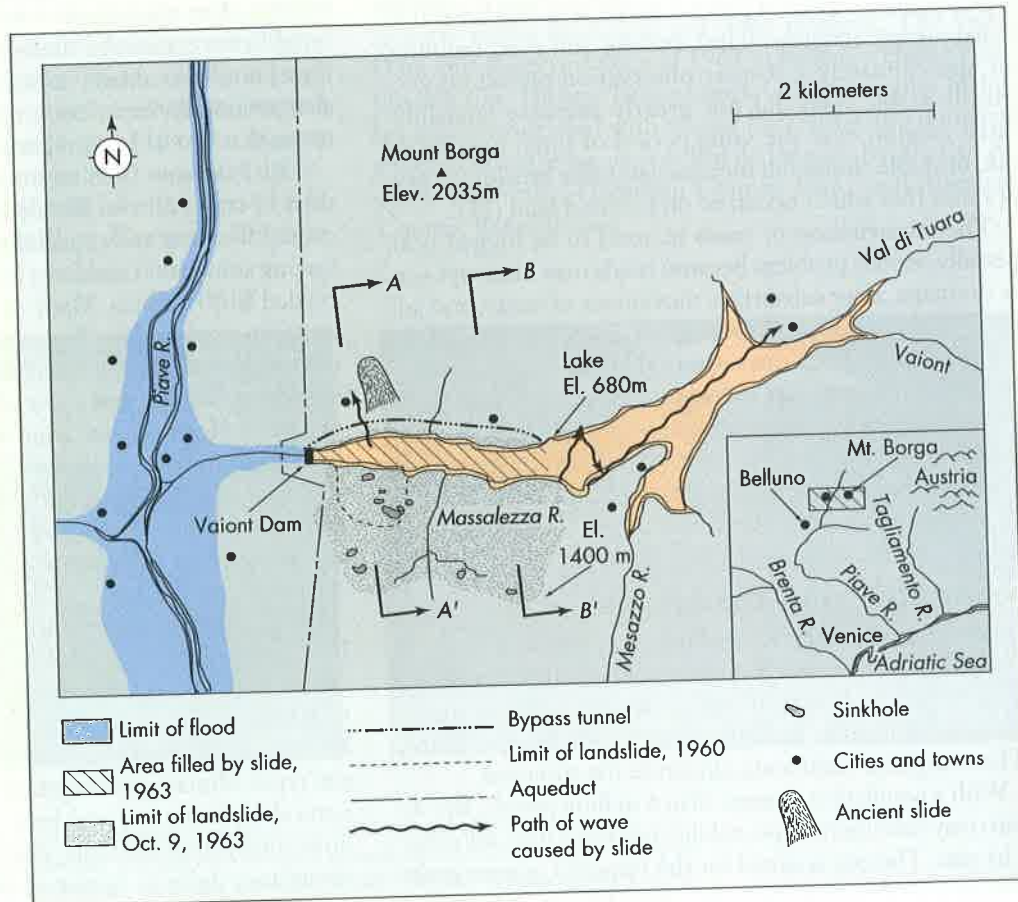 2 kilometers
N
Mount Borga
Elev. 2035m
Val di Tuara
A
B
Piave R.
Lake
El. 680m
Vaiont
Mt. Borga
Belluno
Austria
Vaiont Dam
Massalezza R.
El.
1400 m
Tagliamento R.
Piave R.
Brenta R.
Mesazzo R.
A'
B'
Venice
Adriatic Sea
Limit of flood
Area filled by slide,
1963
Limit of landslide,
Oct. 9, 1963
Bypass tunnel
Limit of landslide, 1960
Aqueduct
Path of wave
caused by slide
Sinkhole
Cities and towns
Ancient slide